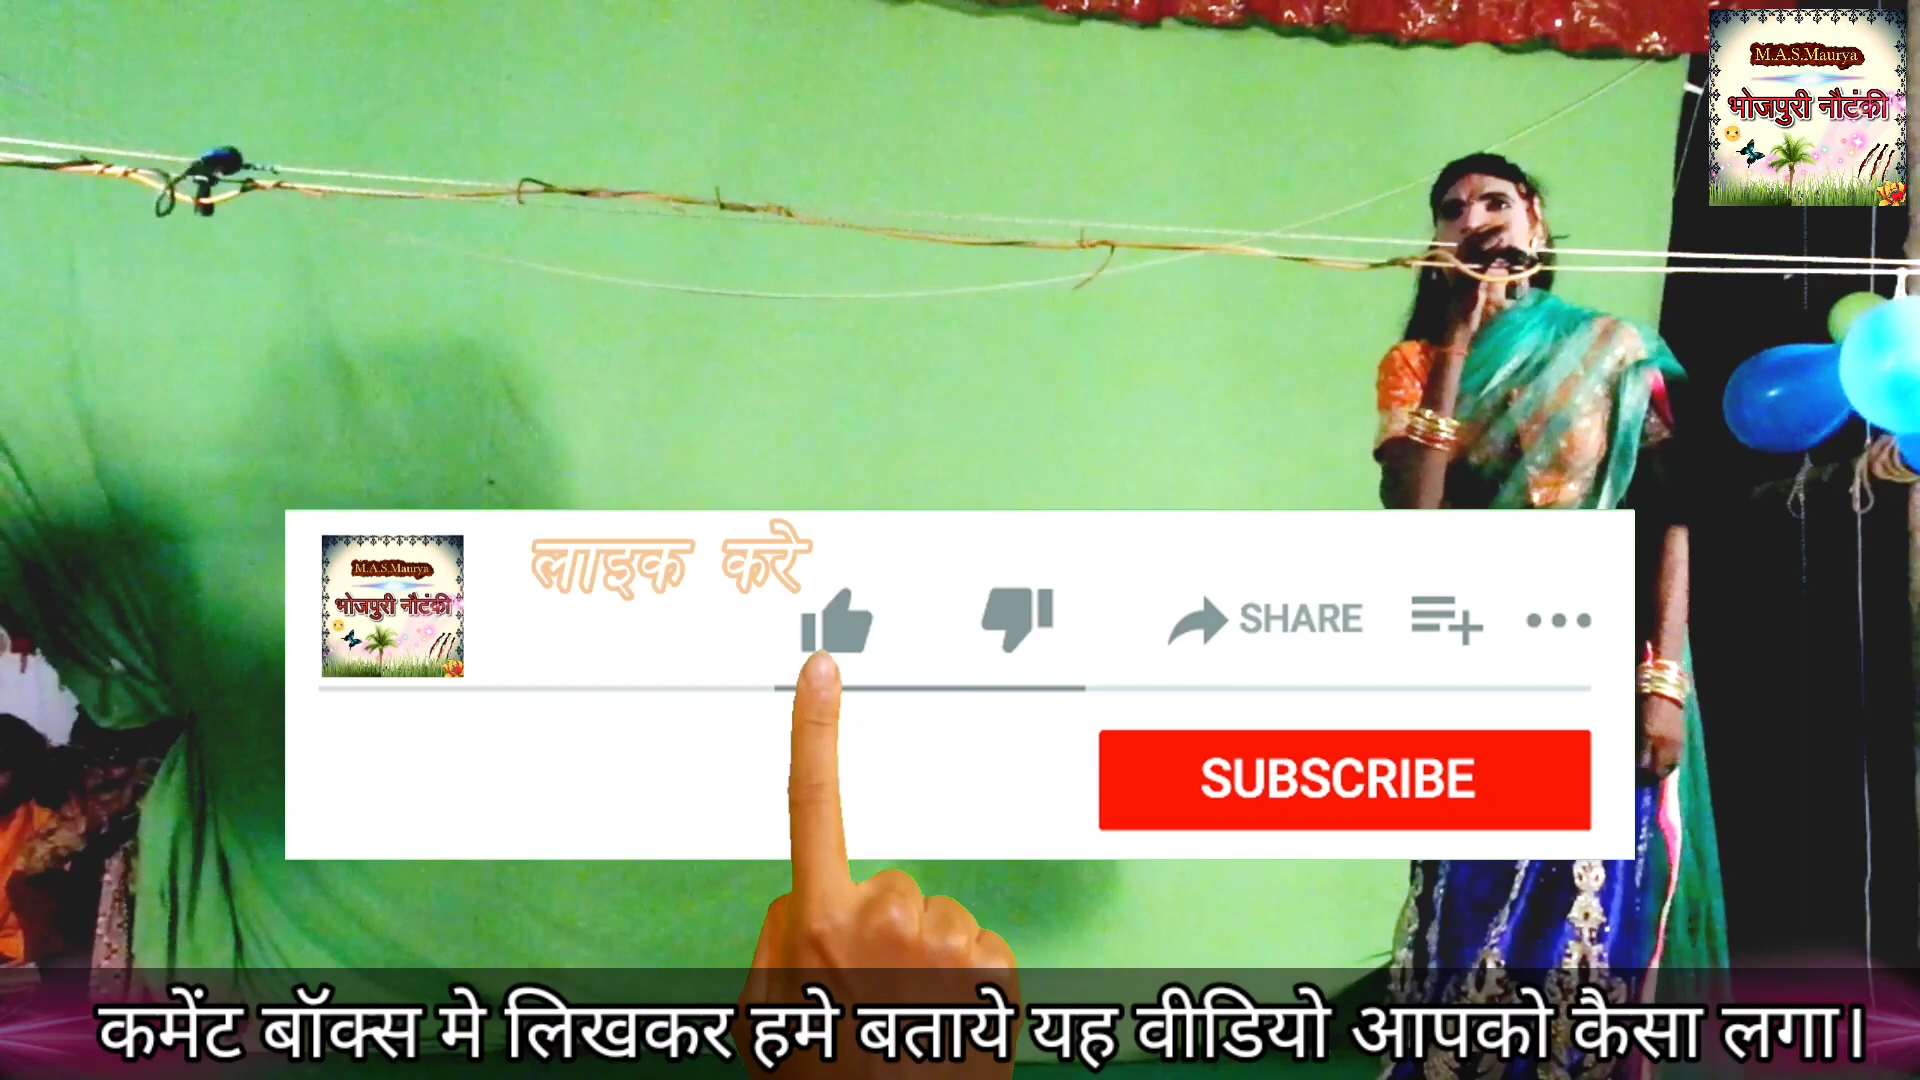 M.A.S.Maurya
भोजपुरी नौटंकी
लाइक करे
M.A.S.Maurya
भोजपुरी नौटंकी
SHARE
SUBSCRIBE
कमेंट बॉक्स मे लिखकर हमे बताये यह वीडियो आपको कैसा लगा।